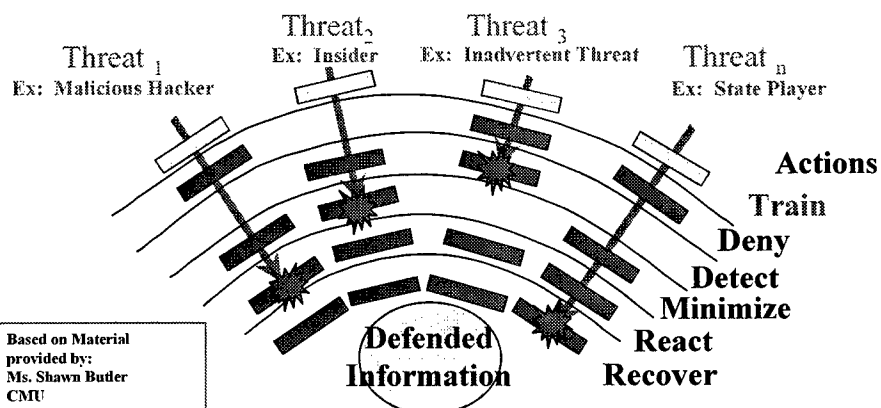 Threat 1
Ex: Malicious Hacker
Threat 2
Ex: Insider
Threat 3
Ex: Inadvertent Threat
Threat n
Ex: State Player
Actions
Train
Deny
Detect
Minimize
React
Recover
Defended
Information
Based on Material
provided by:
Ms. Shawn Butler
CMU